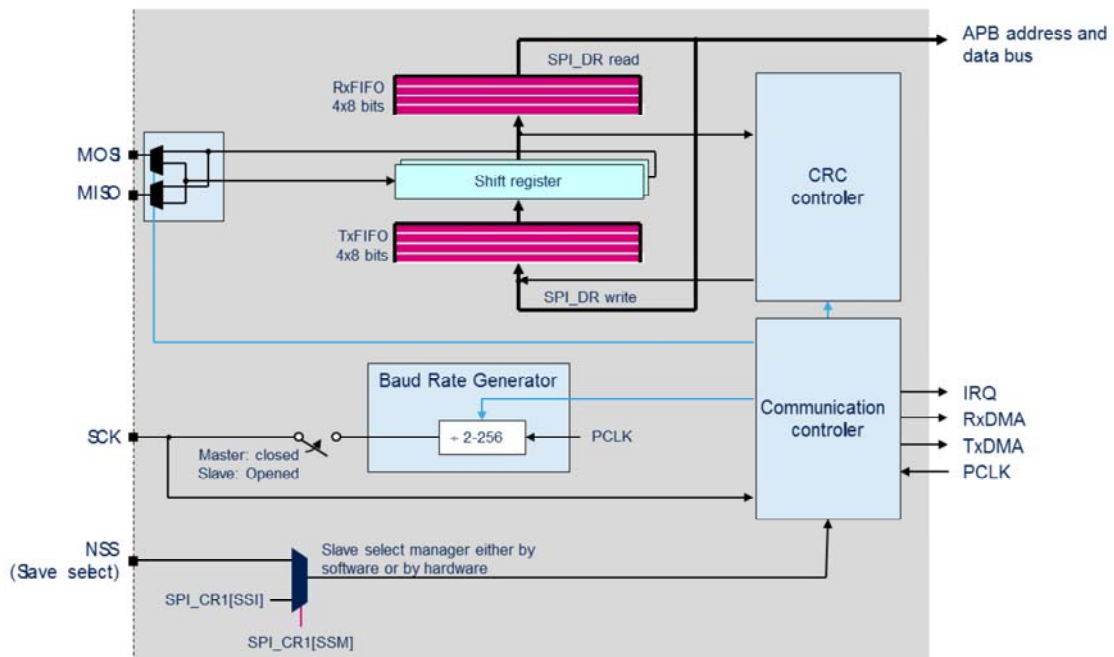 APB address and
data bus
SPI_DR read
RxFIFO
4x8 bits
MOSI
MISO
Shift register
CRC
controler
TxFIFO
4x8 bits
SPI_DR write
Baud Rate Generator
÷ 2-256
PCLK
SCK
Master: closed
Slave: Opened
Communication
controler
IRQ
RxDMA
TxDMA
PCLK
NSS
(Save select)
Slave select manager either by
software or by hardware
SPI_CR1[SSI]
SPI_CR1[SSM]